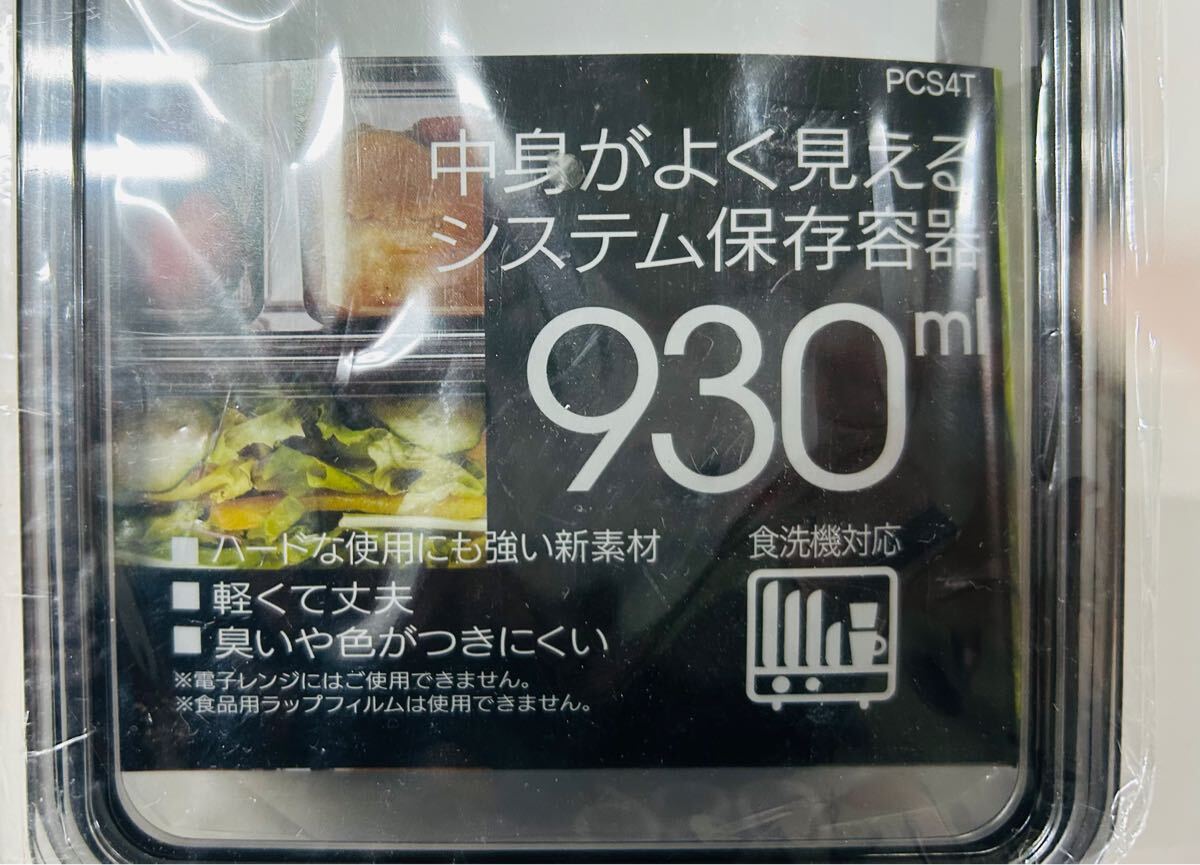 PCS4T
中身がよく見える
システム保存容器
930ml
■ ハードな使用にも強い新素材
■ 軽くて丈夫
■ 臭いや色がつきにくい
※電子レンジにはご使用できません。
※食品用ラップフィルムは使用できません。
食洗機対応